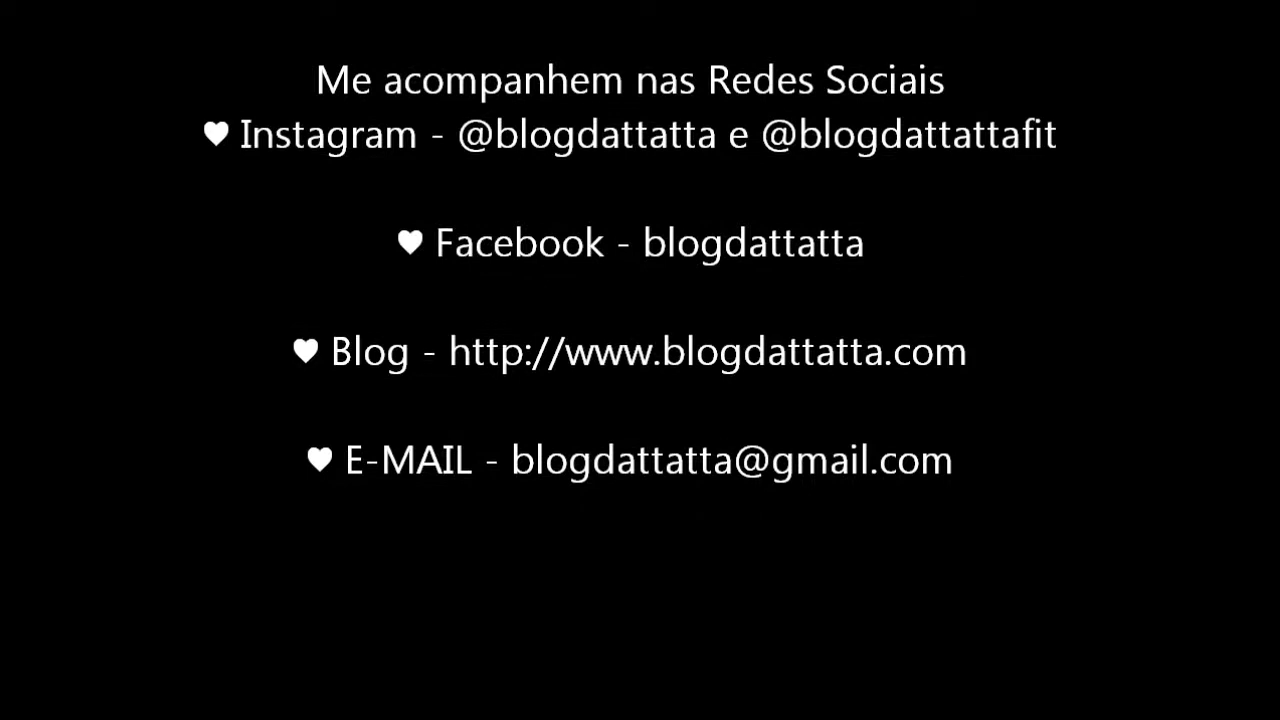 Me acompanhem nas Redes Sociais
♥ Instagram - @blogdattatta e @blogdattattafit
♥ Facebook - blogdattatta
♥ Blog - http://www.blogdattatta.com
♥ E-MAIL - blogdattatta@gmail.com